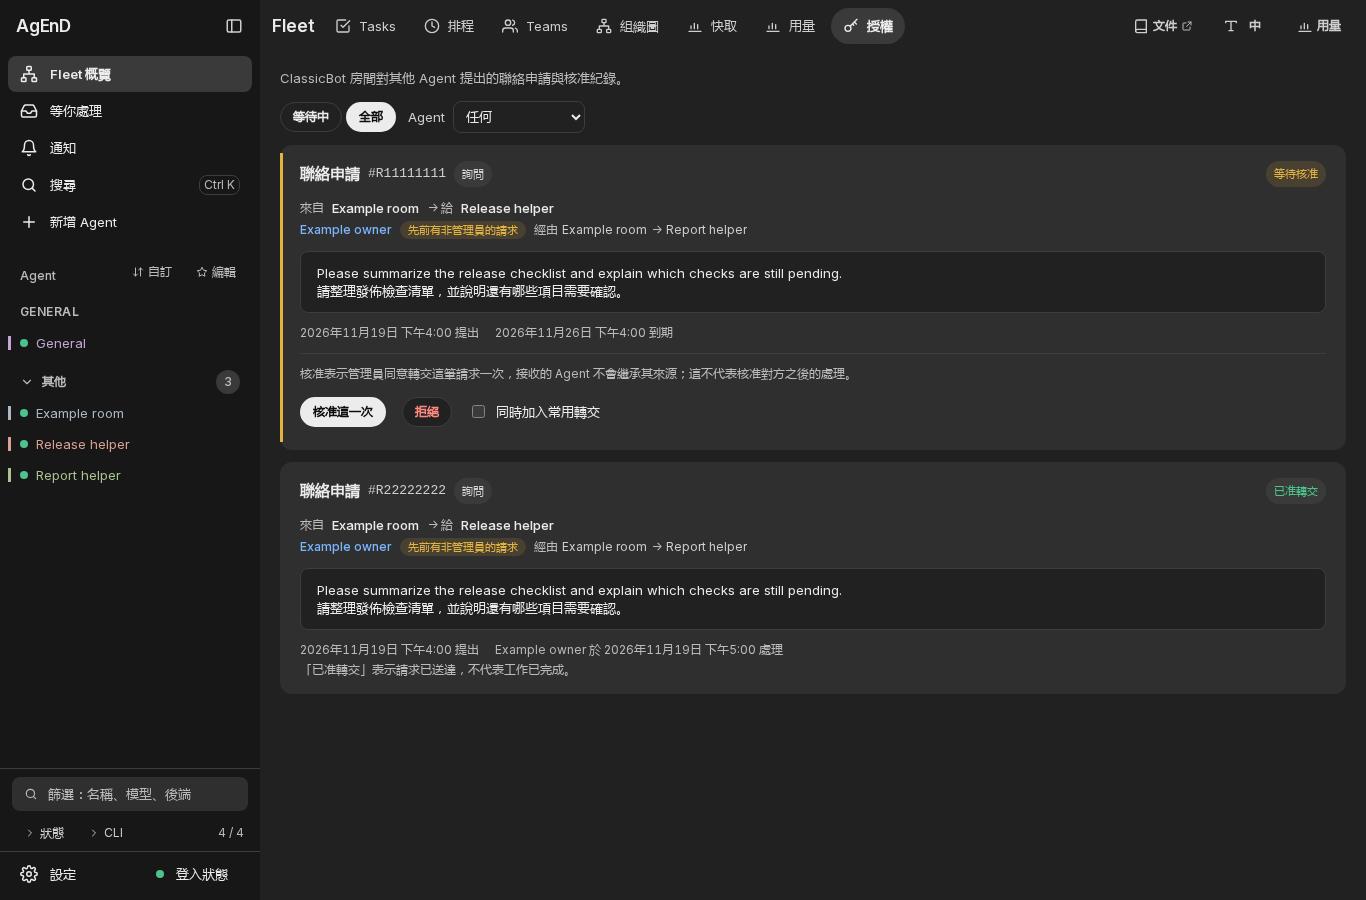 AgEnD
Fleet 概覽
等你處理
通知
搜尋 Ctrl K
新增 Agent
Agent 自訂 編輯
GENERAL
General
其他 3
Example room
Release helper
Report helper
篩選：名稱、模型、後端
狀態 CLI 4 / 4
設定 登入狀態
Fleet Tasks 排程 Teams 組織圖 快取 用量 授權 文件 中 用量
ClassicBot 房間對其他 Agent 提出的聯絡申請與核准紀錄。
等待中 全部 Agent 任何
聯絡申請 #R11111111 詢問 等待核准
來自 Example room → 給 Release helper
Example owner 先前有非管理員的請求 經由 Example room → Report helper
Please summarize the release checklist and explain which checks are still pending.
請整理發佈檢查清單，並說明還有哪些項目需要確認。
2026年11月19日 下午4:00 提出 2026年11月26日 下午4:00 到期
核准表示管理員同意轉交這筆請求一次，接收的 Agent 不會繼承其來源；這不代表核准對方之後的處理。
核准這一次 拒絕 同時加入常用轉交
聯絡申請 #R22222222 詢問 已准轉交
來自 Example room → 給 Release helper
Example owner 先前有非管理員的請求 經由 Example room → Report helper
Please summarize the release checklist and explain which checks are still pending.
請整理發佈檢查清單，並說明還有哪些項目需要確認。
2026年11月19日 下午4:00 提出 Example owner 於 2026年11月19日 下午5:00 處理
「已准轉交」表示請求已送達，不代表工作已完成。